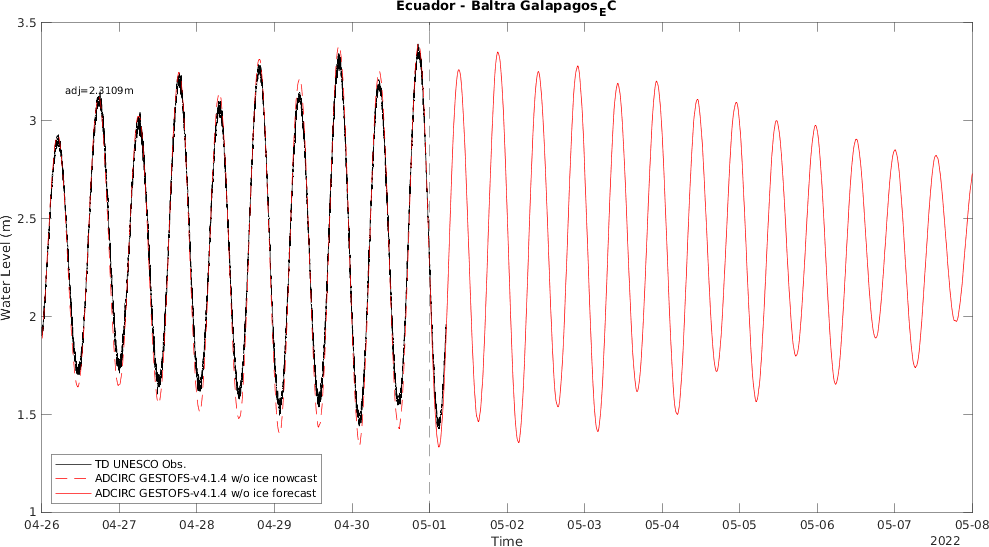 Ecuador - Baltra Galapagos_EC
3.5
adj=2.3109m
3
2.5
Water Level (m)
2
1.5
TD UNESCO Obs.
ADCIRC GESTOFS-v4.1.4 w/o ice nowcast
ADCIRC GESTOFS-v4.1.4 w/o ice forecast
1
04-26 04-27 04-28 04-29 04-30 05-01 05-02 05-03 05-04 05-05 05-06 05-07 05-08
Time
2022